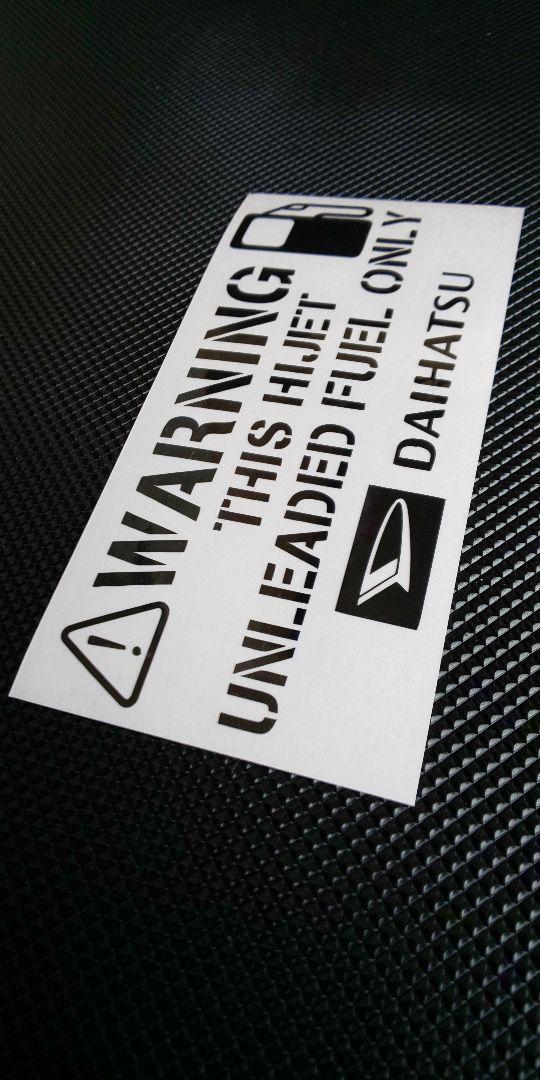 WARNING
THIS HIJET
UNLEADED FUEL ONLY
DAIHATSU